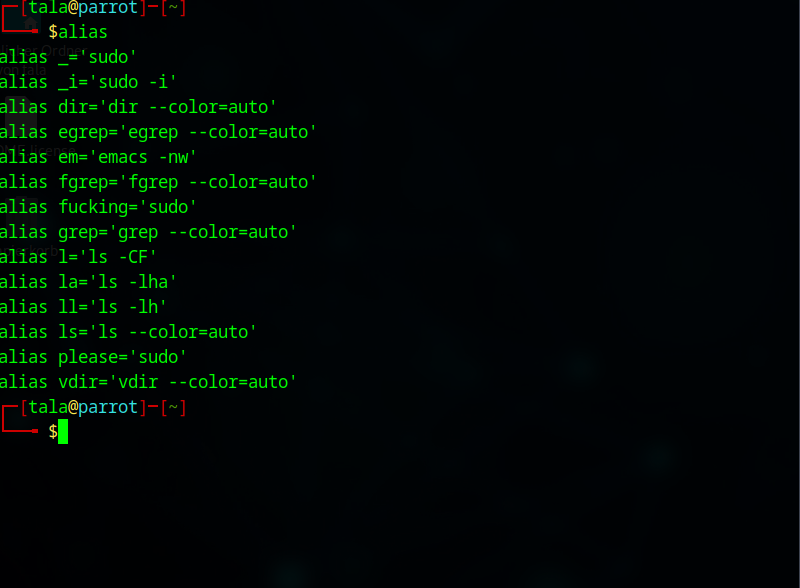 [tala@parrot]─[~]
$alias
alias _='sudo'
alias _i='sudo -i'
alias dir='dir --color=auto'
alias egrep='egrep --color=auto'
alias em='emacs -nw'
alias fgrep='fgrep --color=auto'
alias fucking='sudo'
alias grep='grep --color=auto'
alias l='ls -CF'
alias la='ls -lha'
alias ll='ls -lh'
alias ls='ls --color=auto'
alias please='sudo'
alias vdir='vdir --color=auto'
[tala@parrot]─[~]
$